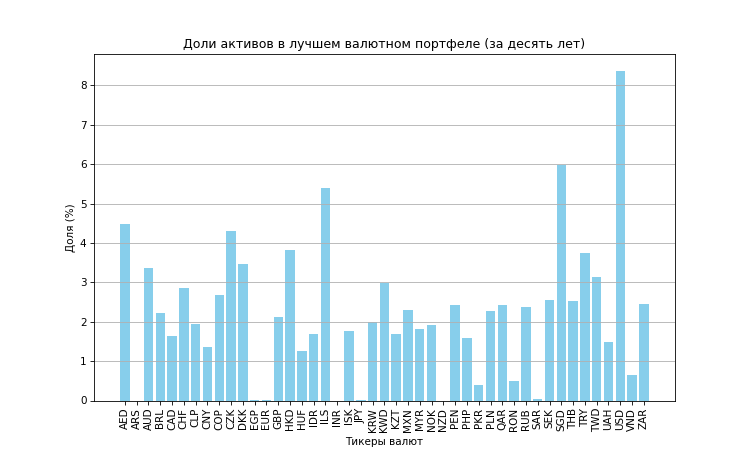 Доли активов в лучшем валютном портфеле (за десять лет)
Доля (%)
8
7
6
5
4
3
2
1
0
AED
ARS
AUD
BRL
CAD
CHF
CLP
CNY
COP
CZK
DKK
EGP
EUR
GBP
HKD
HUF
IDR
ILS
INR
ISK
JPY
KRW
KWD
KZT
MXN
MYR
NOK
NZD
PEN
PHP
PKR
PLN
QAR
RON
RUB
SAR
SEK
SGD
THB
TRY
TWD
UAH
USD
VND
ZAR
Тикеры валют